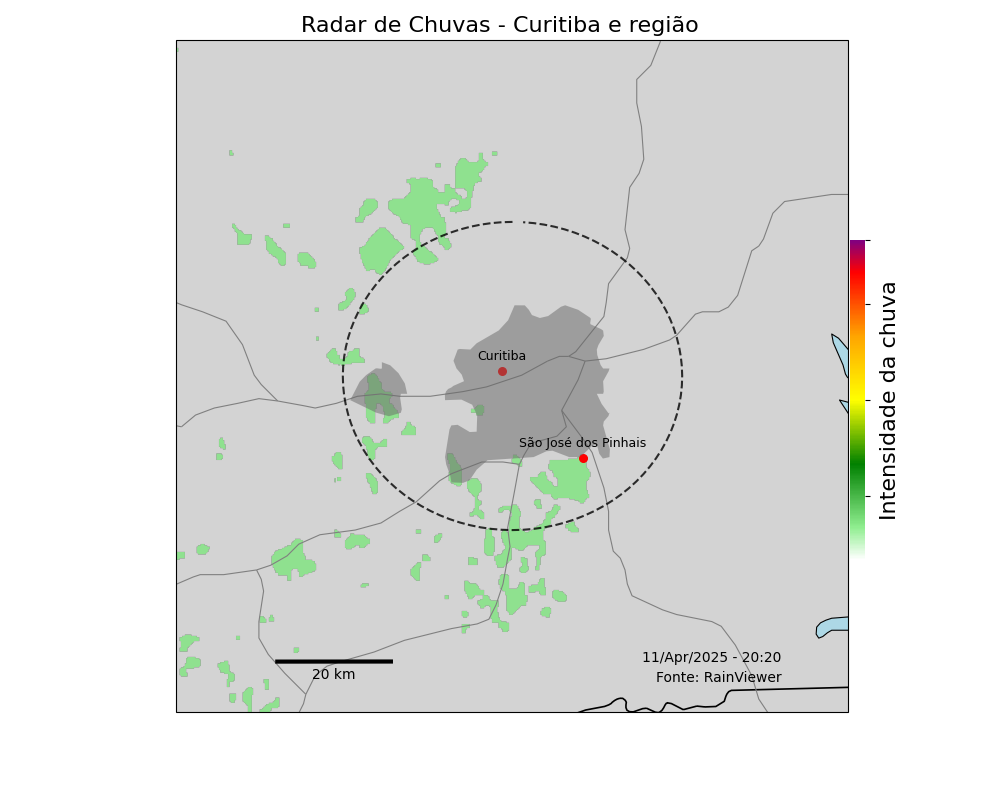 Radar de Chuvas - Curitiba e região
Curitiba
São José dos Pinhais
Intensidade da chuva
11/Apr/2025 - 20:20
Fonte: RainViewer
20 km